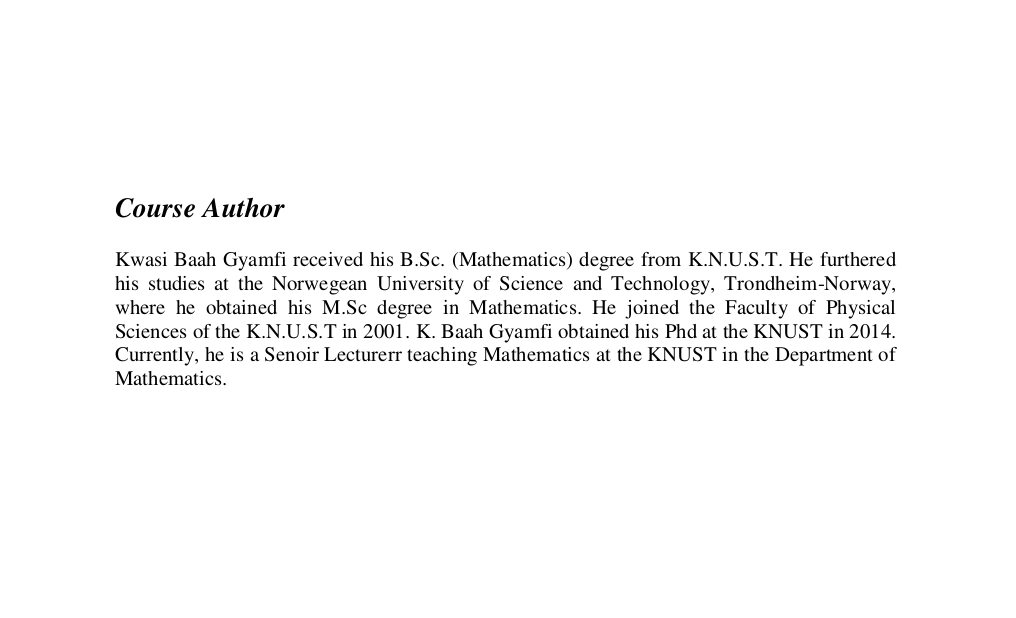 Course Author
Kwasi Baah Gyamfi received his B.Sc. (Mathematics) degree from K.N.U.S.T. He furthered
his studies at the Norwegean University of Science and Technology, Trondheim-Norway,
where he obtained his M.Sc degree in Mathematics. He joined the Faculty of Physical
Sciences of the K.N.U.S.T in 2001. K. Baah Gyamfi obtained his Phd at the KNUST in 2014.
Currently, he is a Senoir Lecturerr teaching Mathematics at the KNUST in the Department of
Mathematics.